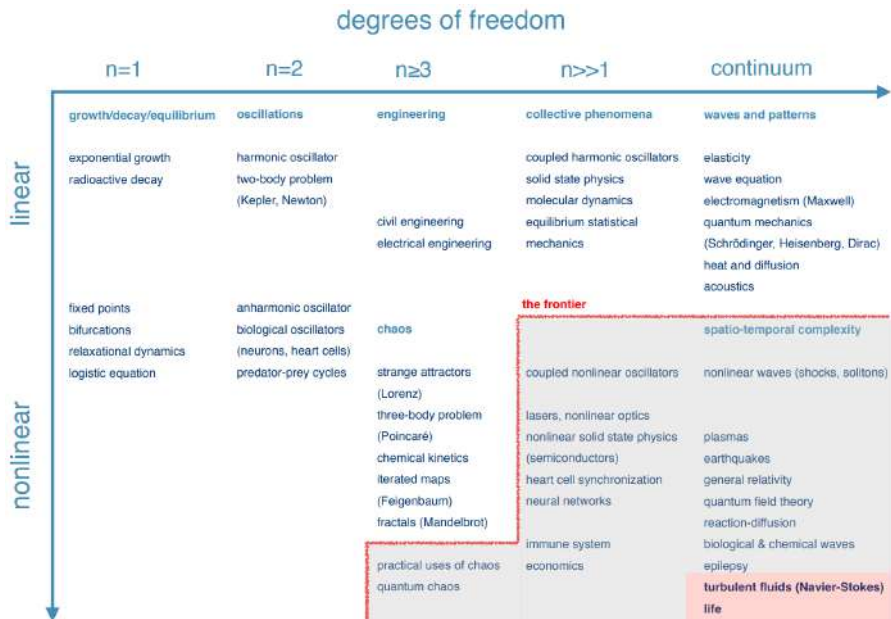 degrees of freedom
n=1
n=2
n≥3
n>>1
continuum
linear
growth/decay/equilibrium
exponential growth
radioactive decay
oscillations
harmonic oscillator
two-body problem
(Kepler, Newton)
engineering
civil engineering
electrical engineering
collective phenomena
coupled harmonic oscillators
solid state physics
molecular dynamics
equilibrium statistical
mechanics
waves and patterns
elasticity
wave equation
electromagnetism (Maxwell)
quantum mechanics
(Schrödinger, Heisenberg, Dirac)
heat and diffusion
acoustics
nonlinear
fixed points
bifurcations
relaxational dynamics
logistic equation
anharmonic oscillator
biological oscillators
(neurons, heart cells)
predator-prey cycles
chaos
strange attractors
(Lorenz)
three-body problem
(Poincaré)
chemical kinetics
iterated maps
(Feigenbaum)
fractals (Mandelbrot)
practical uses of chaos
quantum chaos
the frontier
coupled nonlinear oscillators
lasers, nonlinear optics
nonlinear solid state physics
(semiconductors)
heart cell synchronization
neural networks
immune system
economics
spatio-temporal complexity
nonlinear waves (shocks, solitons)
plasmas
earthquakes
general relativity
quantum field theory
reaction-diffusion
biological & chemical waves
epilepsy
turbulent fluids (Navier-Stokes)
life